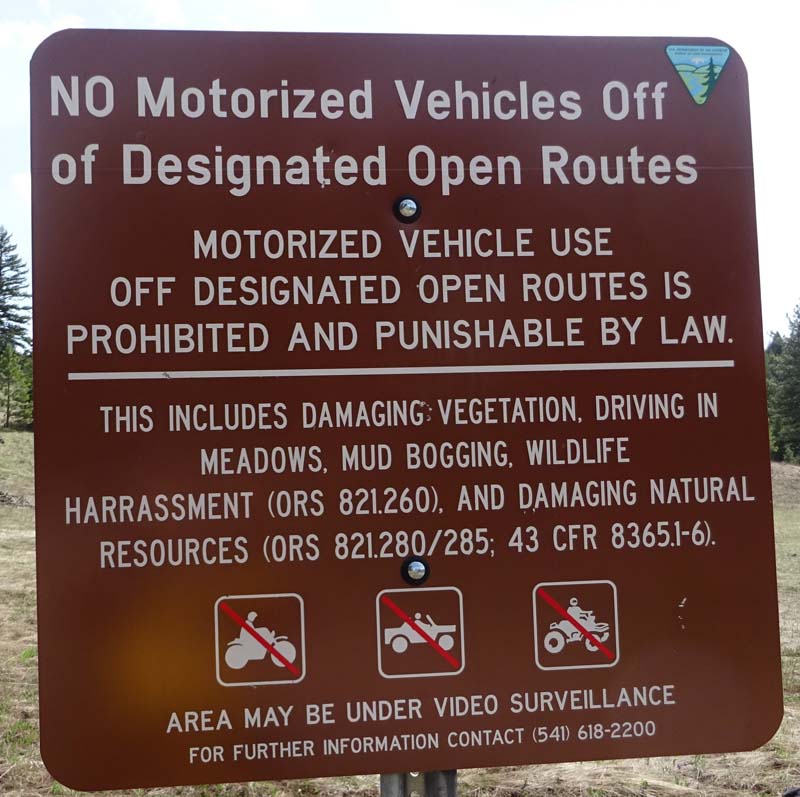 NO Motorized Vehicles Off
of Designated Open Routes
MOTORIZED VEHICLE USE
OFF DESIGNATED OPEN ROUTES IS
PROHIBITED AND PUNISHABLE BY LAW.
THIS INCLUDES DAMAGING VEGETATION, DRIVING IN
MEADOWS, MUD BOGGING, WILDLIFE
HARRASSMENT (ORS 821.260), AND DAMAGING NATURAL
RESOURCES (ORS 821.280/285; 43 CFR 8365.1-6).
AREA MAY BE UNDER VIDEO SURVEILLANCE
FOR FURTHER INFORMATION CONTACT (541) 618-2200